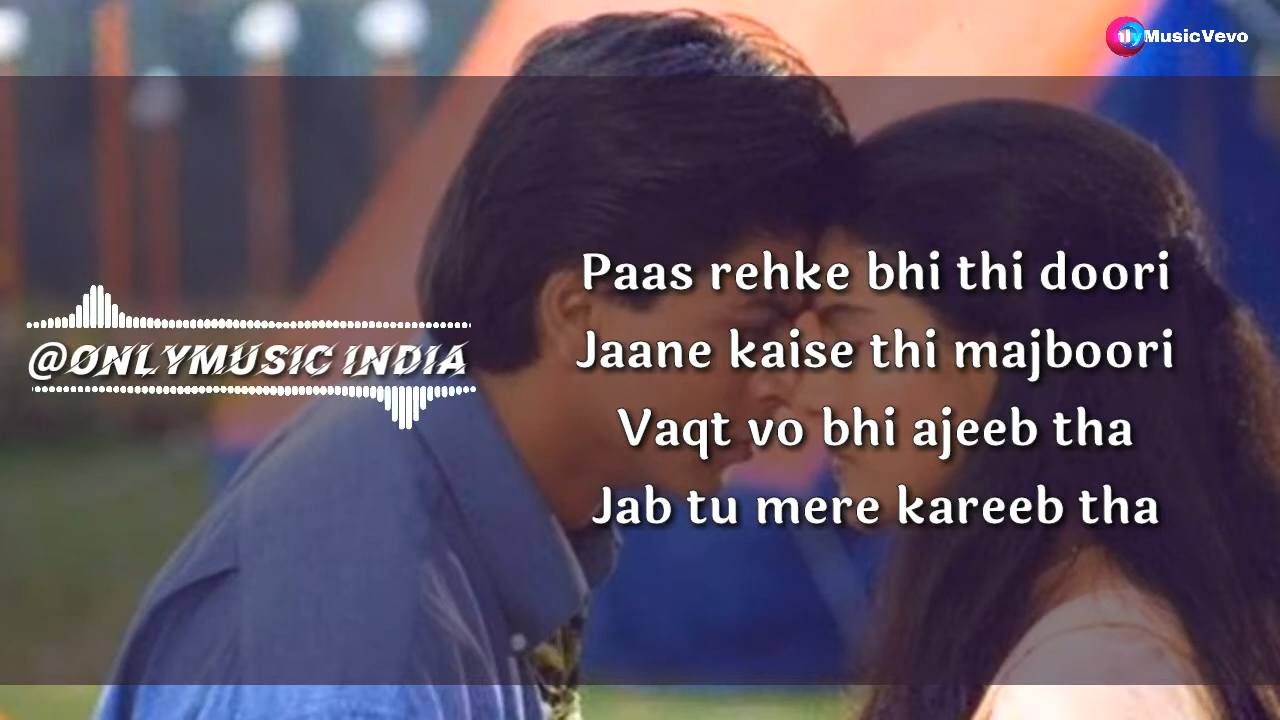 MusicVevo
@ONLYMUSIC INDIA
Paas rehke bhi thi doori
Jaane kaise thi majboori
Vaqt vo bhi ajeeb tha
Jab tu mere kareeb tha